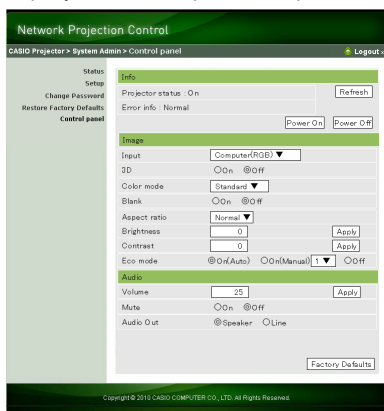 Network Projection Control
CASIO Projector > System Admin > Control panel
Logout »
Status
Setup
Change Password
Restore Factory Defaults
Control panel
Info
Projector status : On
Refresh
Error info : Normal
Power On Power Off
Image
Input Computer(RGB) ▼
3D On Off
Color mode Standard ▼
Blank On Off
Aspect ratio Normal ▼
Brightness 0 Apply
Contrast 0 Apply
Eco mode On(Auto) On(Manual) 1 ▼ Off
Audio
Volume 25 Apply
Mute On Off
Audio Out Speaker Line
Factory Defaults
Copyright © 2010 CASIO COMPUTER CO., LTD. All Rights Reserved.